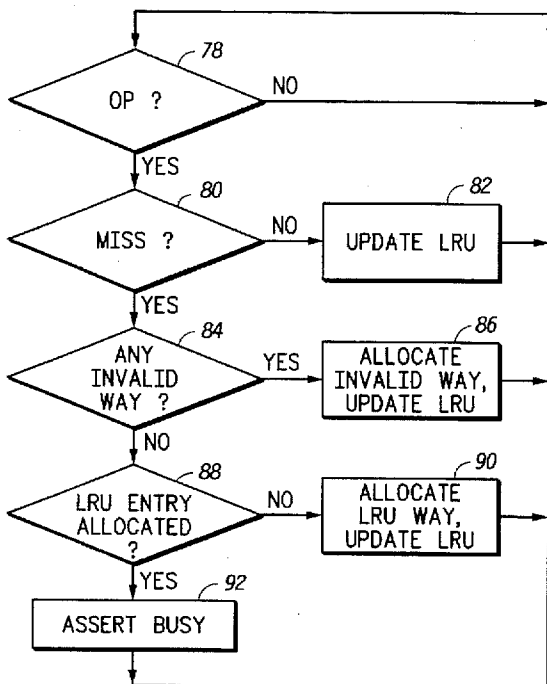 78
OP ?
NO
YES
80
MISS ?
NO
82
UPDATE LRU
YES
84
ANY
INVALID
WAY ?
YES
86
ALLOCATE
INVALID WAY,
UPDATE LRU
NO
88
LRU ENTRY
ALLOCATED
?
NO
90
ALLOCATE
LRU WAY,
UPDATE LRU
YES
92
ASSERT BUSY